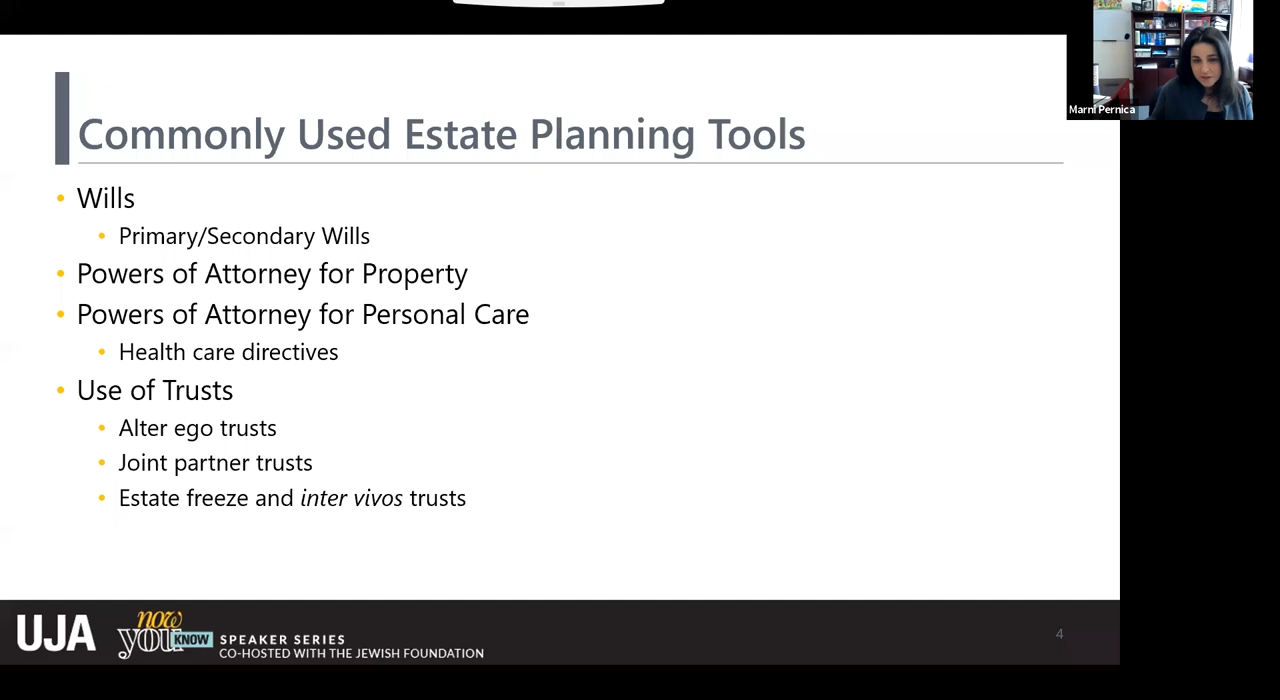 Marni Pernica
Commonly Used Estate Planning Tools
• Wills
• Primary/Secondary Wills
• Powers of Attorney for Property
• Powers of Attorney for Personal Care
• Health care directives
• Use of Trusts
• Alter ego trusts
• Joint partner trusts
• Estate freeze and inter vivos trusts
UJA
now
you KNOW
SPEAKER SERIES
CO-HOSTED WITH THE JEWISH FOUNDATION
4